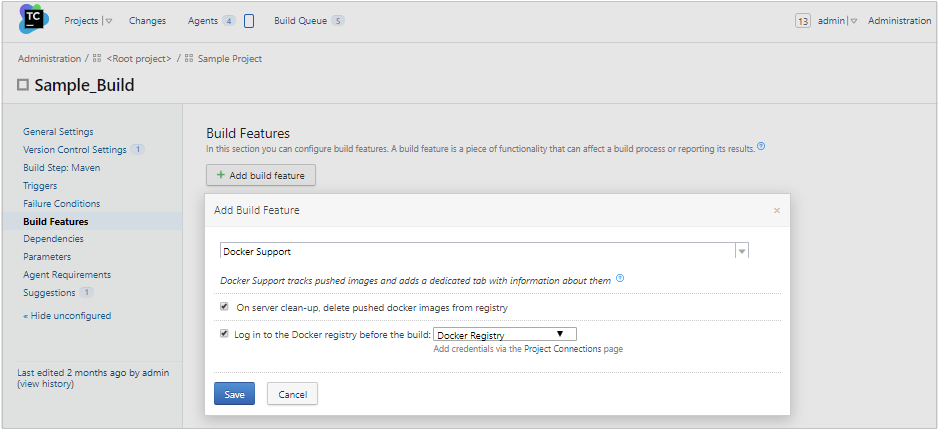 TC Projects | Changes Agents 4 Build Queue 5 13 admin | Administration
Administration / <Root project> / Sample Project
Sample_Build
General Settings
Version Control Settings 1
Build Step: Maven
Triggers
Failure Conditions
Build Features
Dependencies
Parameters
Agent Requirements
Suggestions 1
« Hide unconfigured
Last edited 2 months ago by admin
(view history)
Build Features
In this section you can configure build features. A build feature is a piece of functionality that can affect a build process or reporting its results. ?
+ Add build feature
Add Build Feature ×
Docker Support
Docker Support tracks pushed images and adds a dedicated tab with information about them ?
On server clean-up, delete pushed docker images from registry
Log in to the Docker registry before the build: Docker Registry
Add credentials via the Project Connections page
Save Cancel